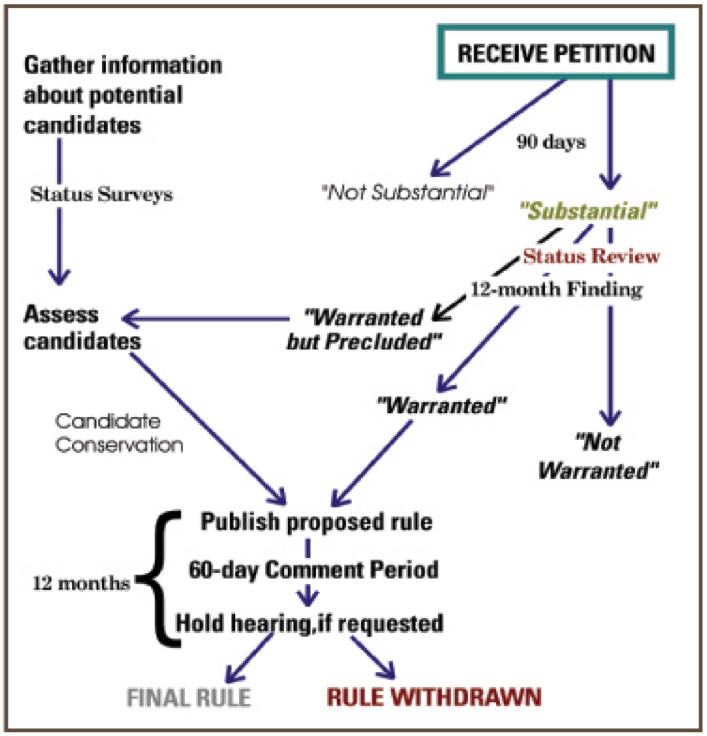 RECEIVE PETITION
Gather information
about potential
candidates
90 days
Status Surveys
"Not Substantial"
"Substantial"
Status Review
12-month Finding
Assess
candidates
"Warranted
but Precluded"
"Warranted"
Candidate
Conservation
"Not
Warranted"
Publish proposed rule
60-day Comment Period
12 months
Hold hearing,if requested
FINAL RULE
RULE WITHDRAWN